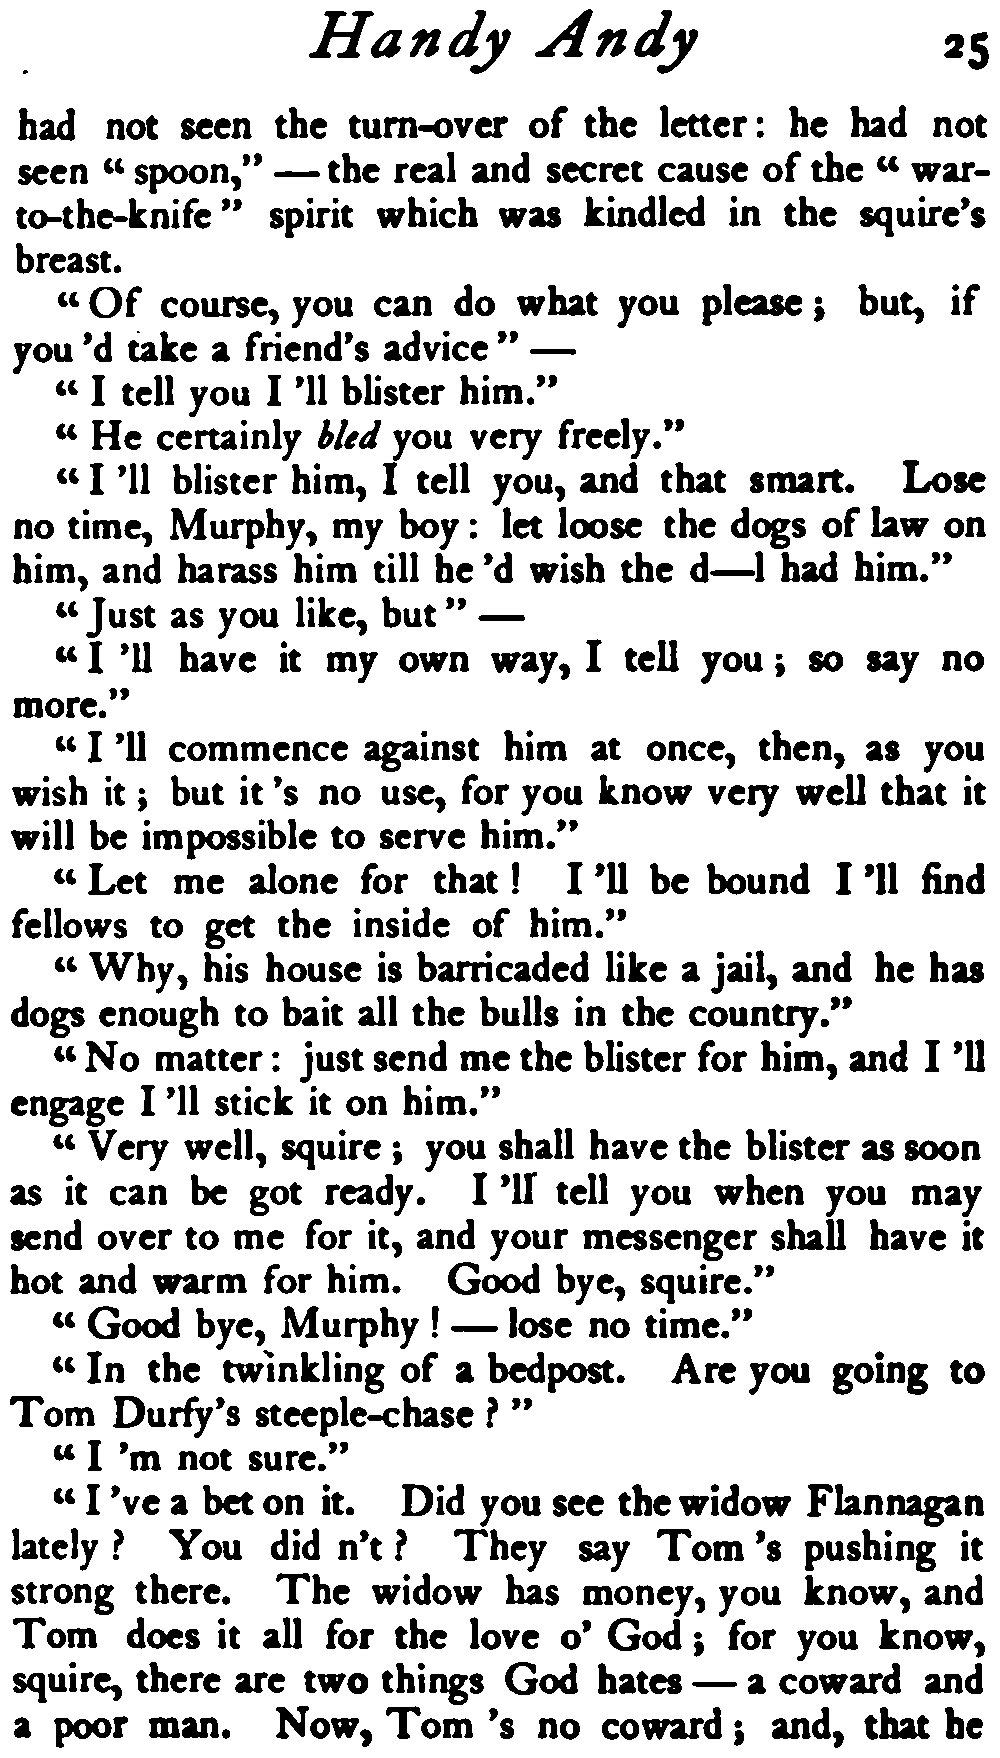 Handy Andy 25
had not seen the turn-over of the letter: he had not
seen “ spoon,” — the real and secret cause of the “ war-
to-the-knife ” spirit which was kindled in the squire's
breast.
“ Of course, you can do what you please ; but, if
you 'd take a friend's advice ” —
“ I tell you I 'll blister him.”
“ He certainly bled you very freely.”
“ I 'll blister him, I tell you, and that smart. Lose
no time, Murphy, my boy : let loose the dogs of law on
him, and harass him till he 'd wish the d—l had him.”
“ Just as you like, but ” —
“ I 'll have it my own way, I tell you ; so say no
more.”
“ I 'll commence against him at once, then, as you
wish it ; but it 's no use, for you know very well that it
will be impossible to serve him.”
“ Let me alone for that ! I 'll be bound I 'll find
fellows to get the inside of him.”
“ Why, his house is barricaded like a jail, and he has
dogs enough to bait all the bulls in the country.”
“ No matter : just send me the blister for him, and I 'll
engage I 'll stick it on him.”
“ Very well, squire ; you shall have the blister as soon
as it can be got ready. I 'll tell you when you may
send over to me for it, and your messenger shall have it
hot and warm for him. Good bye, squire.”
“ Good bye, Murphy ! — lose no time.”
“ In the twinkling of a bedpost. Are you going to
Tom Durfy's steeple-chase ? ”
“ I 'm not sure.”
“ I 've a bet on it. Did you see the widow Flannagan
lately ? You did n't ? They say Tom 's pushing it
strong there. The widow has money, you know, and
Tom does it all for the love o' God ; for you know,
squire, there are two things God hates — a coward and
a poor man. Now, Tom 's no coward ; and, that he